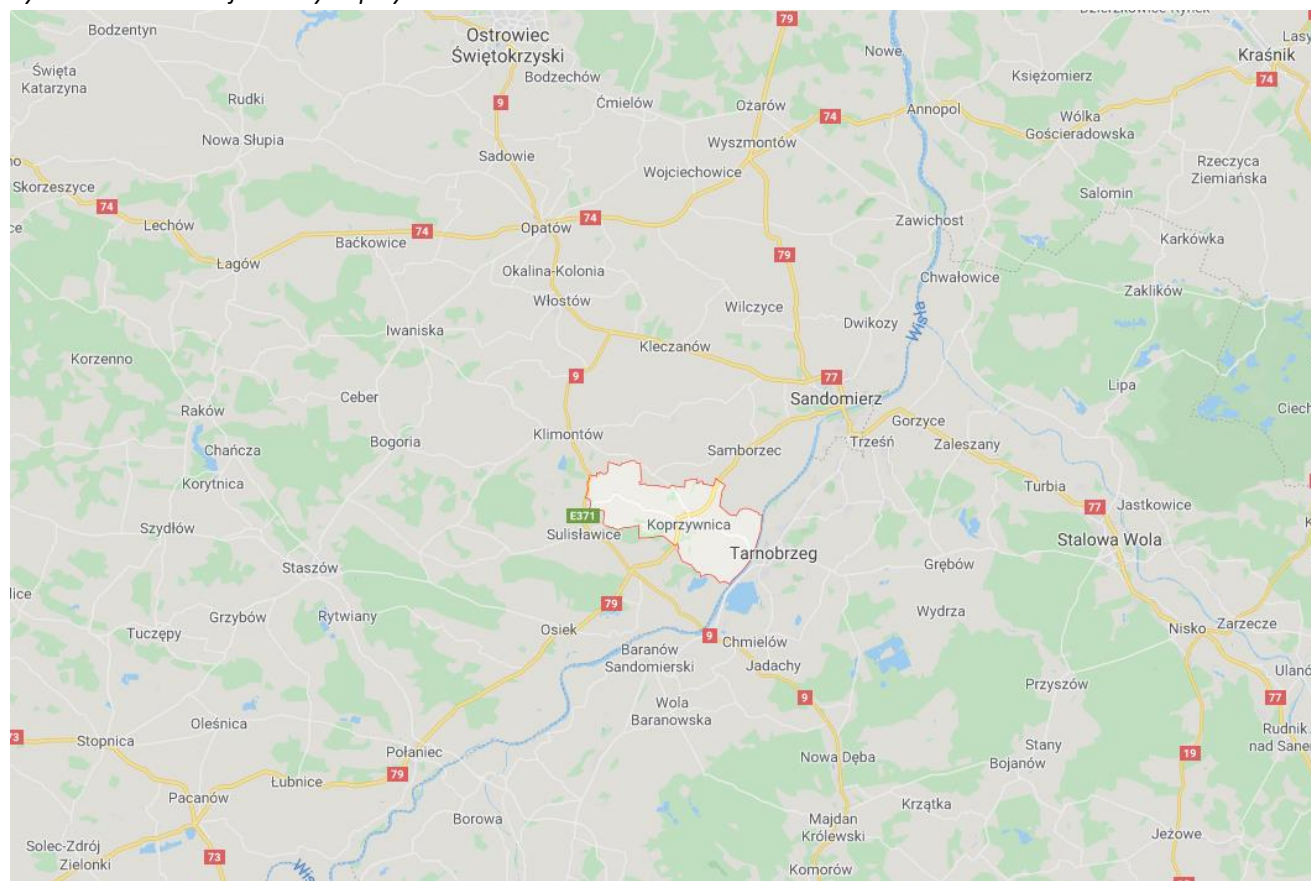 Bodzentyn
Ostrowiec
Świętokrzyski
79
Nowe
Kraśnik
Święta
Katarzyna
Bodzechów
Księżomierz
74
Rudki
9
Ćmielów
Ożarów
74
Annopol
Wólka
Gościeradowska
Nowa Słupia
Sadowie
Wyszmontów
Wojciechowice
Rzeczyca
Ziemiańska
Skorzeszyce
74
Salomin
Lechów
74
Opatów
74
Zawichost
Baćkowice
Karkówka
79
Łagów
Okalina-Kolonia
Chwałowice
Włostów
Zaklików
Wilczyce
Wisła
Iwaniska
Dwikozy
Kleczanów
Korzenno
9
77
Lipa
Ceber
Sandomierz
Raków
Ciech
Gorzyce
Klimontów
Bogoria
Trześń
Zaleszany
Chańcza
Samborzec
Korytnica
Turbia
77
Jastkowice
E371
Szydłów
Koprzywnica
Sulisławice
Stalowa Wola
Tarnobrzeg
Staszów
Grębów
79
Wydrza
Grzybów
Rytwiany
Tuczępy
Osiek
9
Chmielów
Nisko
Zarzecze
Baranów
Sandomierski
Jadachy
Przyszów
9
77
Wola
Baranowska
Oleśnica
Rudnik
nad Sane
73
Stopnica
Połaniec
Stany
19
Nowa Dęba
Bojanów
79
Łubnice
Pacanów
Krzątka
Borowa
Majdan
Królewski
Jeżowe
Solec-Zdrój
Zielonki
73
Komorów